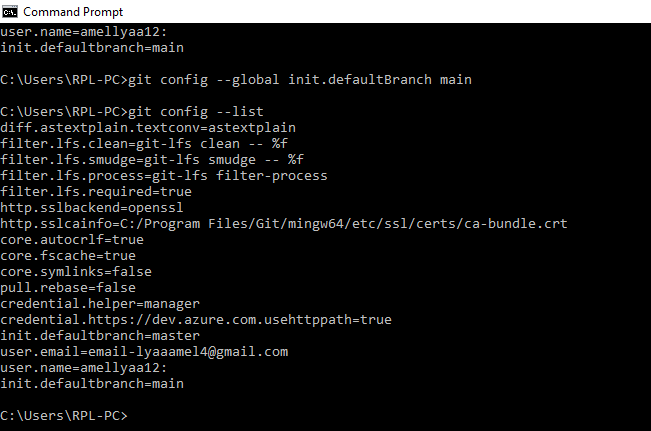 Command Prompt
user.name=amellyaa12:
init.defaultbranch=main
C:\Users\RPL-PC>git config --global init.defaultBranch main
C:\Users\RPL-PC>git config --list
diff.astextplain.textconv=astextplain
filter.lfs.clean=git-lfs clean -- %f
filter.lfs.smudge=git-lfs smudge -- %f
filter.lfs.process=git-lfs filter-process
filter.lfs.required=true
http.sslbackend=openssl
http.sslcainfo=C:/Program Files/Git/mingw64/etc/ssl/certs/ca-bundle.crt
core.autocrlf=true
core.fscache=true
core.symlinks=false
pull.rebase=false
credential.helper=manager
credential.https://dev.azure.com.usehttppath=true
init.defaultbranch=master
user.email=email-lyaaamel4@gmail.com
user.name=amellyaa12:
init.defaultbranch=main
C:\Users\RPL-PC>